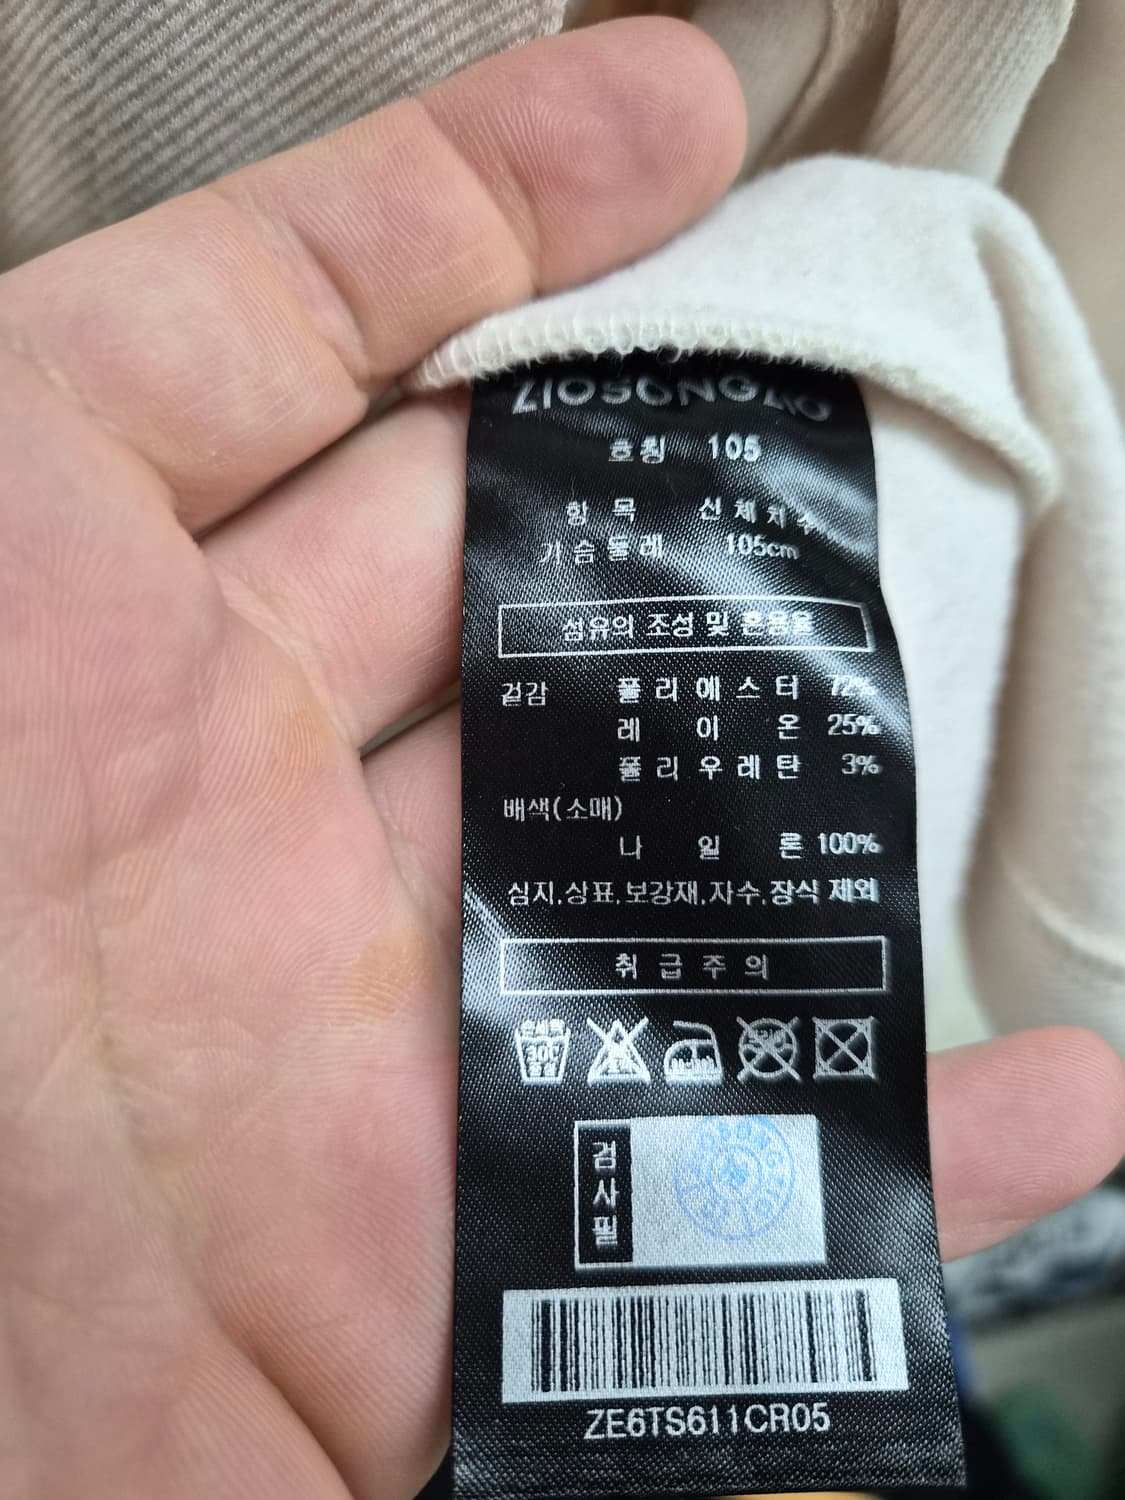 ZIOSONGZIO
호칭 105
항목 신체치수
가슴둘레 105cm
섬유의 조성 및 혼용율
겉감 폴리에스터 72%
레이온 25%
폴리우레탄 3%
배색(소매)
나일론 100%
심지,상표,보강재,자수,장식 제외
취급주의
검사필
ZIOSONGZIO
ZE6TS611CR05